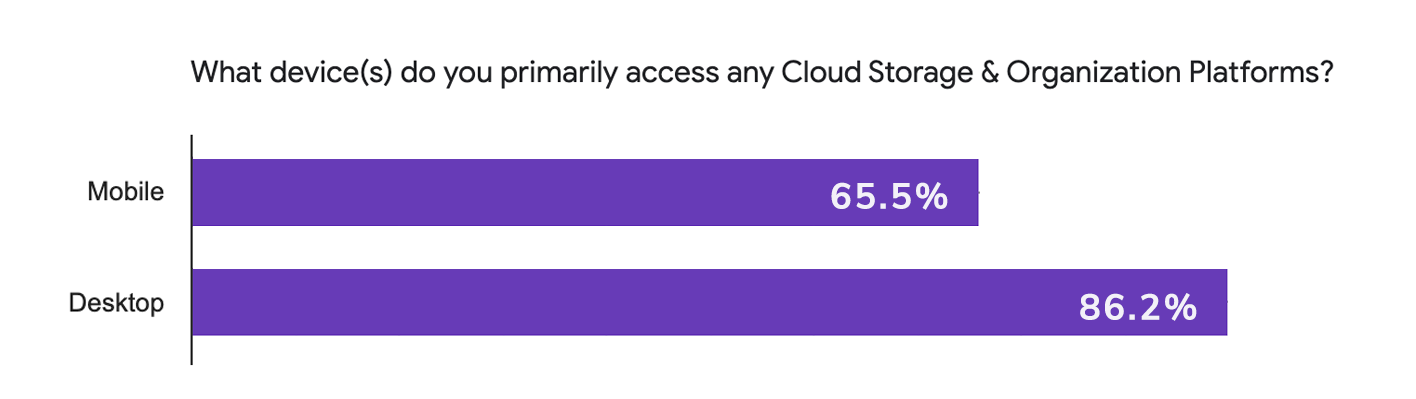 What device(s) do you primarily access any Cloud Storage & Organization Platforms?
Mobile
65.5%
Desktop
86.2%